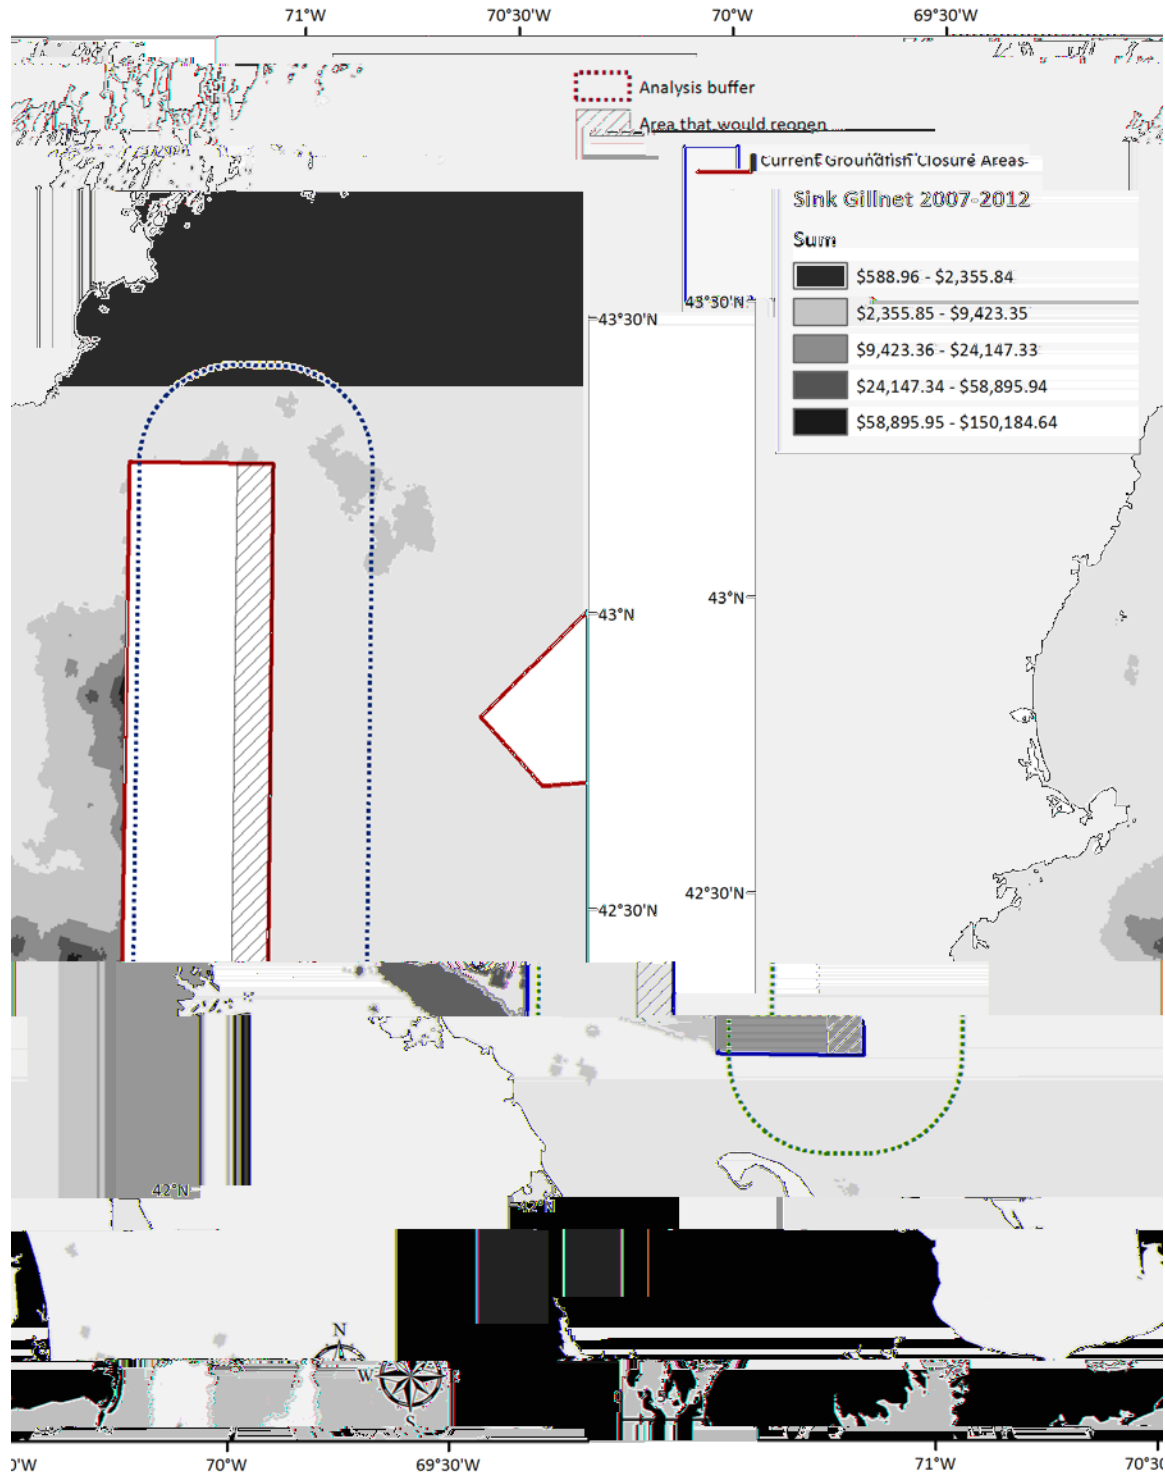 71°W 70°30'W 70°W 69°30'W
Analysis buffer
Area that would reopen
Current Groundfish Closure Areas
Sink Gillnet 2007-2012
Sum
$588.96 - $2,355.84
$2,355.85 - $9,423.35
$9,423.36 - $24,147.33
$24,147.34 - $58,895.94
$58,895.95 - $150,184.64
43°30'N
43°30'N
43°N
43°N
42°30'N
42°30'N
42°N
42°N
N
W
S
70°W 69°30'W 71°W